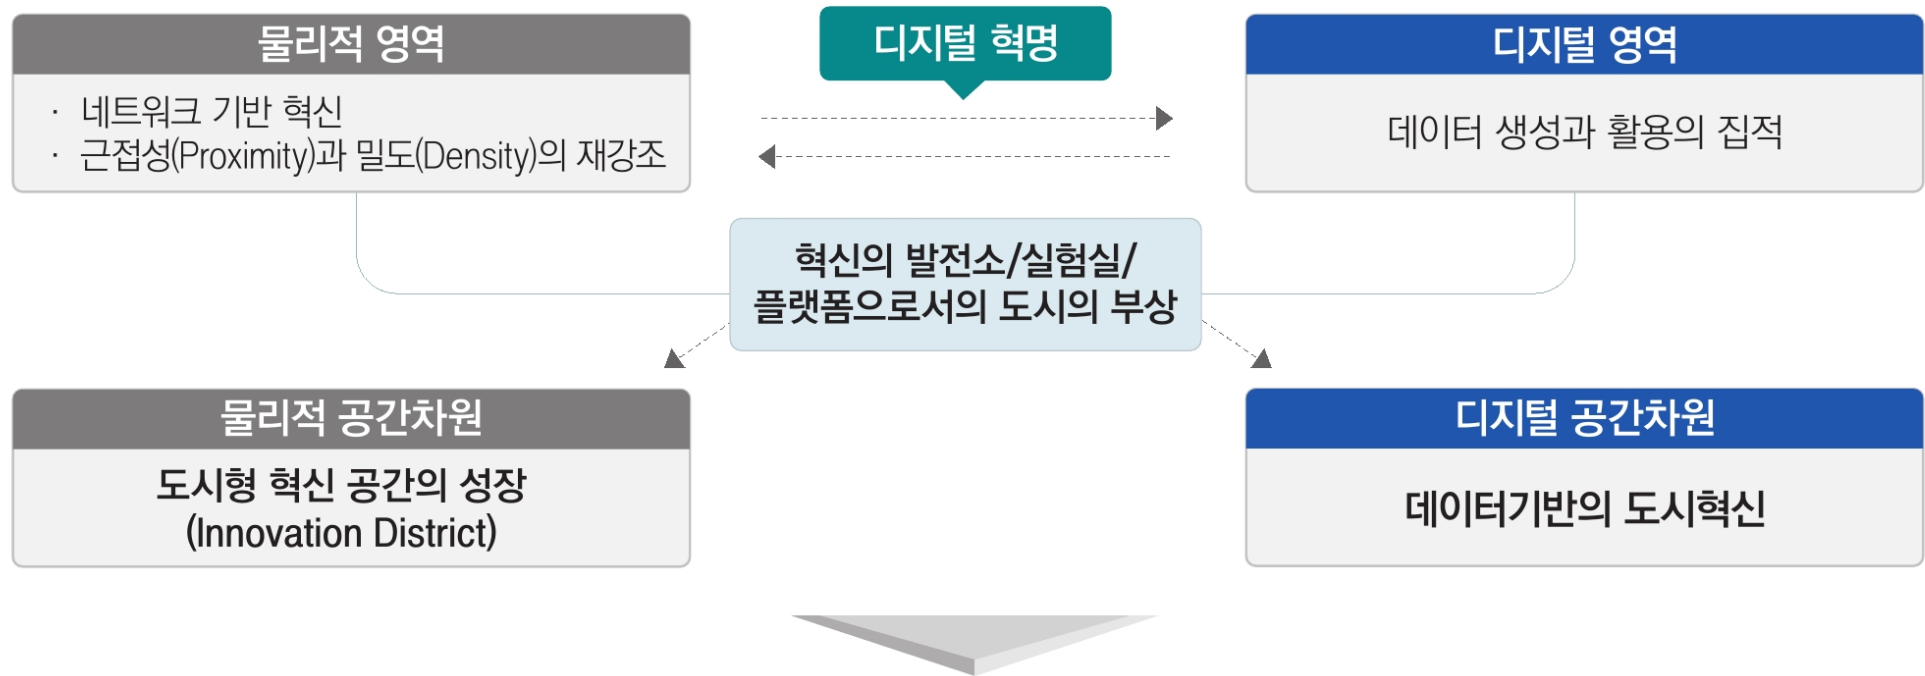 물리적 영역
· 네트워크 기반 혁신
· 근접성(Proximity)과 밀도(Density)의 재강조
디지털 혁명
디지털 영역
데이터 생성과 활용의 집적
혁신의 발전소/실험실/
플랫폼으로서의 도시의 부상
물리적 공간차원
도시형 혁신 공간의 성장
(Innovation District)
디지털 공간차원
데이터기반의 도시혁신